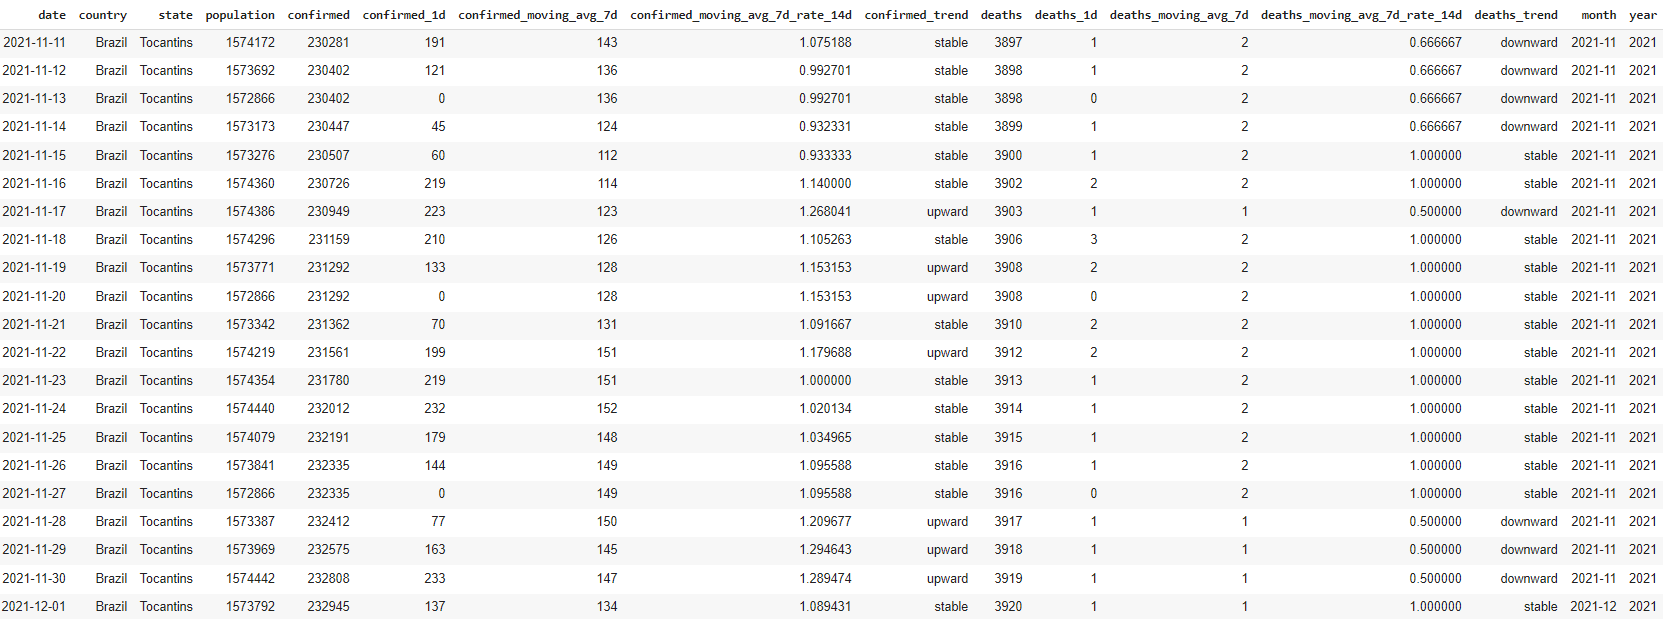 date country state population confirmed confirmed_1d confirmed_moving_avg_7d confirmed_moving_avg_7d_rate_14d confirmed_trend deaths deaths_1d deaths_moving_avg_7d deaths_moving_avg_7d_rate_14d deaths_trend month year
2021-11-11 Brazil Tocantins 1574172 230281 191 143 1.075188 stable 3897 1 2 0.666667 downward 2021-11 2021
2021-11-12 Brazil Tocantins 1573692 230402 121 136 0.992701 stable 3898 1 2 0.666667 downward 2021-11 2021
2021-11-13 Brazil Tocantins 1572866 230402 0 136 0.992701 stable 3898 0 2 0.666667 downward 2021-11 2021
2021-11-14 Brazil Tocantins 1573173 230447 45 124 0.932331 stable 3899 1 2 0.666667 downward 2021-11 2021
2021-11-15 Brazil Tocantins 1573276 230507 60 112 0.933333 stable 3900 1 2 1.000000 stable 2021-11 2021
2021-11-16 Brazil Tocantins 1574360 230726 219 114 1.140000 stable 3902 2 2 1.000000 stable 2021-11 2021
2021-11-17 Brazil Tocantins 1574386 230949 223 123 1.268041 upward 3903 1 1 0.500000 downward 2021-11 2021
2021-11-18 Brazil Tocantins 1574296 231159 210 126 1.105263 stable 3906 3 2 1.000000 stable 2021-11 2021
2021-11-19 Brazil Tocantins 1573771 231292 133 128 1.153153 upward 3908 2 2 1.000000 stable 2021-11 2021
2021-11-20 Brazil Tocantins 1572866 231292 0 128 1.153153 upward 3908 0 2 1.000000 stable 2021-11 2021
2021-11-21 Brazil Tocantins 1573342 231362 70 131 1.091667 stable 3910 2 2 1.000000 stable 2021-11 2021
2021-11-22 Brazil Tocantins 1574219 231561 199 151 1.179688 upward 3912 2 2 1.000000 stable 2021-11 2021
2021-11-23 Brazil Tocantins 1574354 231780 219 151 1.000000 stable 3913 1 2 1.000000 stable 2021-11 2021
2021-11-24 Brazil Tocantins 1574440 232012 232 152 1.020134 stable 3914 1 2 1.000000 stable 2021-11 2021
2021-11-25 Brazil Tocantins 1574079 232191 179 148 1.034965 stable 3915 1 2 1.000000 stable 2021-11 2021
2021-11-26 Brazil Tocantins 1573841 232335 144 149 1.095588 stable 3916 1 2 1.000000 stable 2021-11 2021
2021-11-27 Brazil Tocantins 1572866 232335 0 149 1.095588 stable 3916 0 2 1.000000 stable 2021-11 2021
2021-11-28 Brazil Tocantins 1573387 232412 77 150 1.209677 upward 3917 1 1 0.500000 downward 2021-11 2021
2021-11-29 Brazil Tocantins 1573969 232575 163 145 1.294643 upward 3918 1 1 0.500000 downward 2021-11 2021
2021-11-30 Brazil Tocantins 1574442 232808 233 147 1.289474 upward 3919 1 1 0.500000 downward 2021-11 2021
2021-12-01 Brazil Tocantins 1573792 232945 137 134 1.089431 stable 3920 1 1 1.000000 stable 2021-12 2021